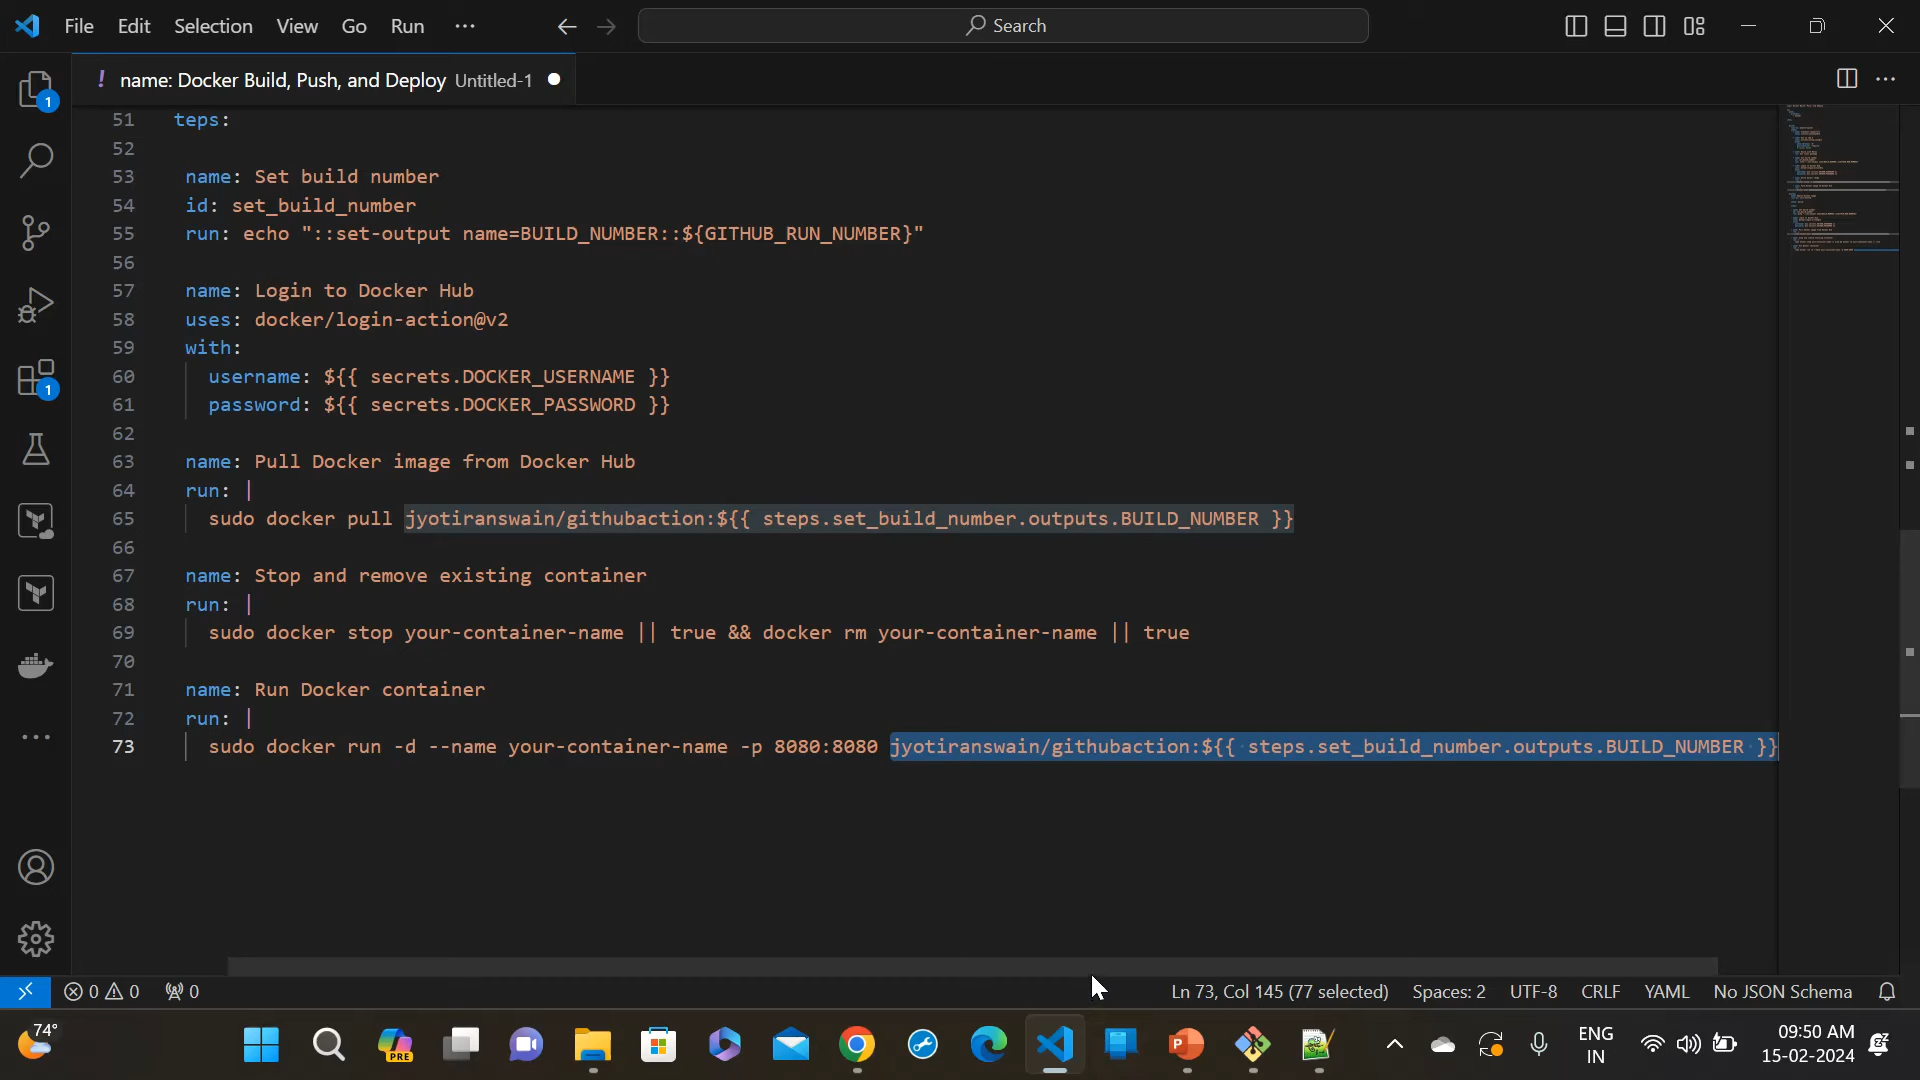 File Edit Selection View Go Run ··· Search
! name: Docker Build, Push, and Deploy Untitled-1
51 teps:
52
53 name: Set build number
54 id: set_build_number
55 run: echo "::set-output name=BUILD_NUMBER::${GITHUB_RUN_NUMBER}"
56
57 name: Login to Docker Hub
58 uses: docker/login-action@v2
59 with:
60 username: ${{ secrets.DOCKER_USERNAME }}
61 password: ${{ secrets.DOCKER_PASSWORD }}
62
63 name: Pull Docker image from Docker Hub
64 run: |
65 sudo docker pull jyotiranswain/githubaction:${{ steps.set_build_number.outputs.BUILD_NUMBER }}
66
67 name: Stop and remove existing container
68 run: |
69 sudo docker stop your-container-name || true && docker rm your-container-name || true
70
71 name: Run Docker container
72 run: |
73 sudo docker run -d --name your-container-name -p 8080:8080 jyotiranswain/githubaction:${{ steps.set_build_number.outputs.BUILD_NUMBER }}
1
1
0 0 0 Ln 73, Col 145 (77 selected) Spaces: 2 UTF-8 CRLF YAML No JSON Schema
74° PRE ENG IN 09:50 AM
15-02-2024